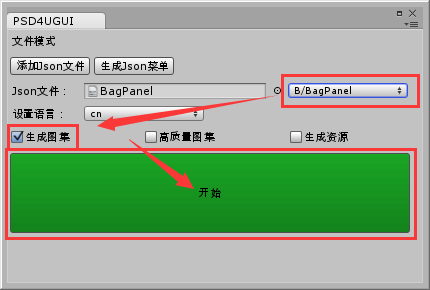 PSD4UGUI
文件模式
添加Json文件 生成Json菜单
Json文件： BagPanel B/BagPanel
设置语言： cn
生成图集 高质量图集 生成资源
开始